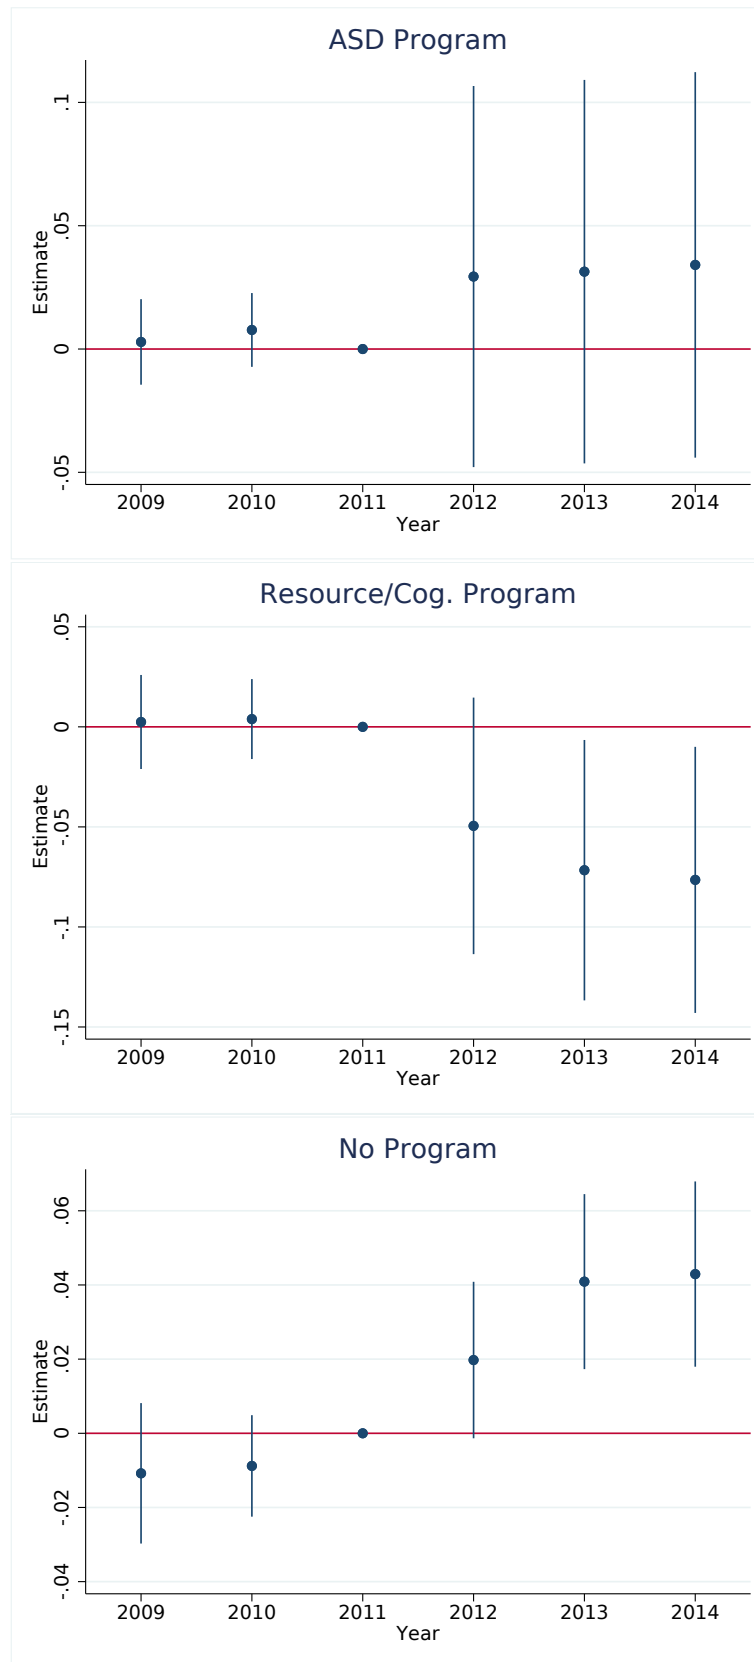 ASD Program
.1
.05
0
-.05
Estimate
2009 2010 2011 2012 2013 2014
Year
Resource/Cog. Program
.05
0
-.05
-.1
-.15
Estimate
2009 2010 2011 2012 2013 2014
Year
No Program
.06
.04
.02
0
-.02
-.04
Estimate
2009 2010 2011 2012 2013 2014
Year